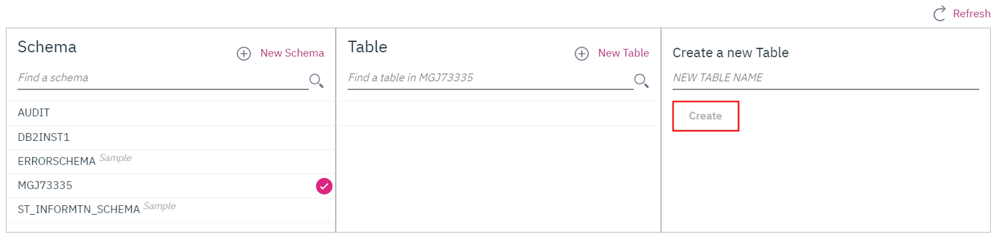 Refresh
Schema
New Schema
Find a schema
AUDIT
DB2INST1
ERRORSCHEMA Sample
MGJ73335
ST_INFORMTN_SCHEMA Sample
Table
New Table
Find a table in MGJ73335
Create a new Table
NEW TABLE NAME
Create